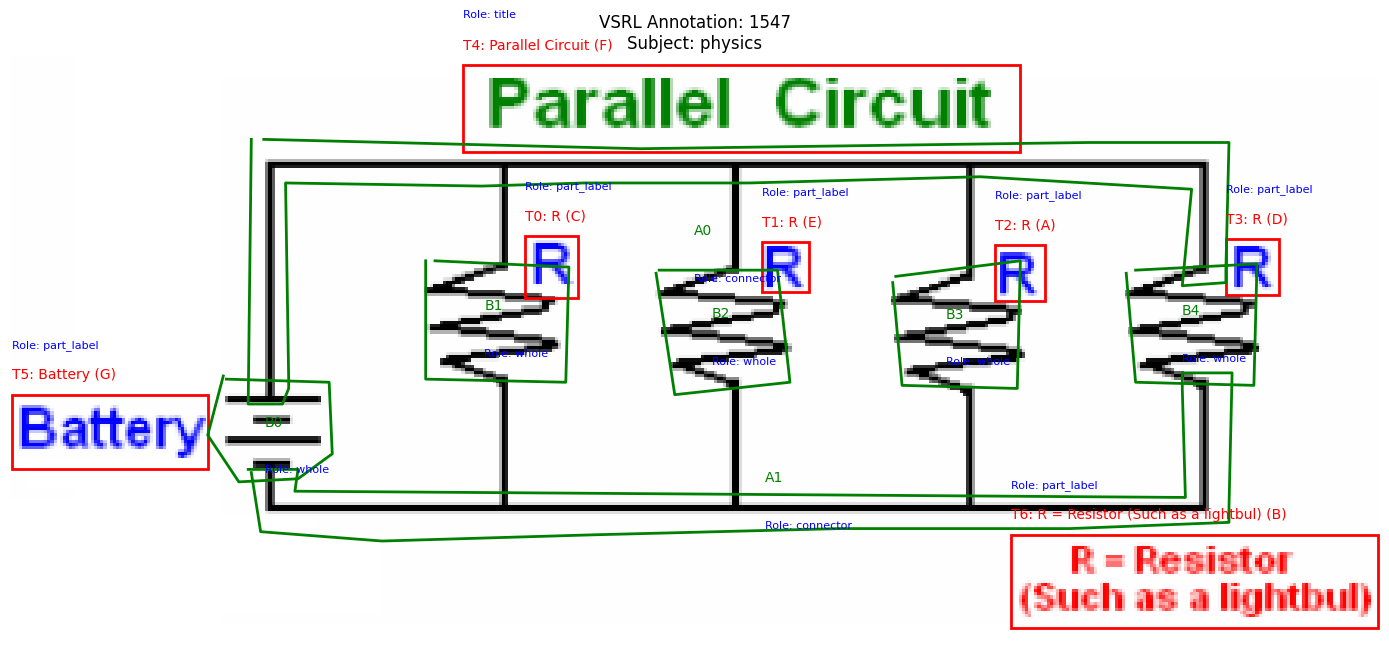 Role: title
VSRL Annotation: 1547
T4: Parallel Circuit (F)
Subject: physics
Parallel Circuit
Role: part_label
Role: part_label
Role: part_label
Role: part_label
T0: R (C)
T1: R (E)
T2: R (A)
T3: R (D)
A0
R
R
R
R
Role: connector
B1
B2
B3
B4
Role: whole
Role: whole
Role: whole
Role: whole
Role: part_label
T5: Battery (G)
Battery
B0
Role: whole
A1
Role: part_label
T6: R = Resistor (Such as a lightbul) (B)
Role: connector
R = Resistor
(Such as a lightbul)